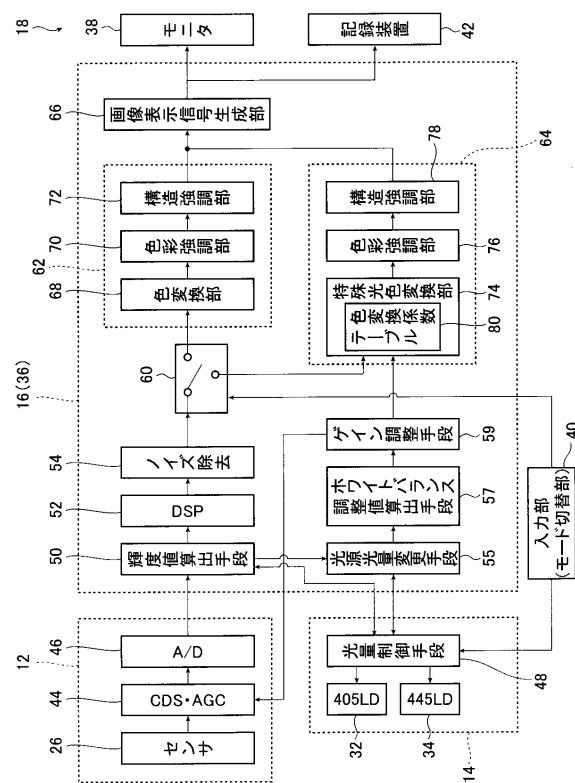 18
モニタ
38
記録装置
42
画像表示信号生成部
66
64
構造強調部
72
色彩強調部
70
色変換部
68
62
構造強調部
78
色彩強調部
76
特殊光色変換部
74
色変換係数
テーブル
80
60
16(36)
ノイズ除去
54
DSP
52
輝度値算出手段
50
ゲイン調整手段
59
ホワイトバランス
調整値算出手段
57
光源光量変更手段
55
入力部
(モード切替部)
40
12
A/D
46
CDS・AGC
44
センサ
26
光量制御手段
48
405LD
32
445LD
34
14